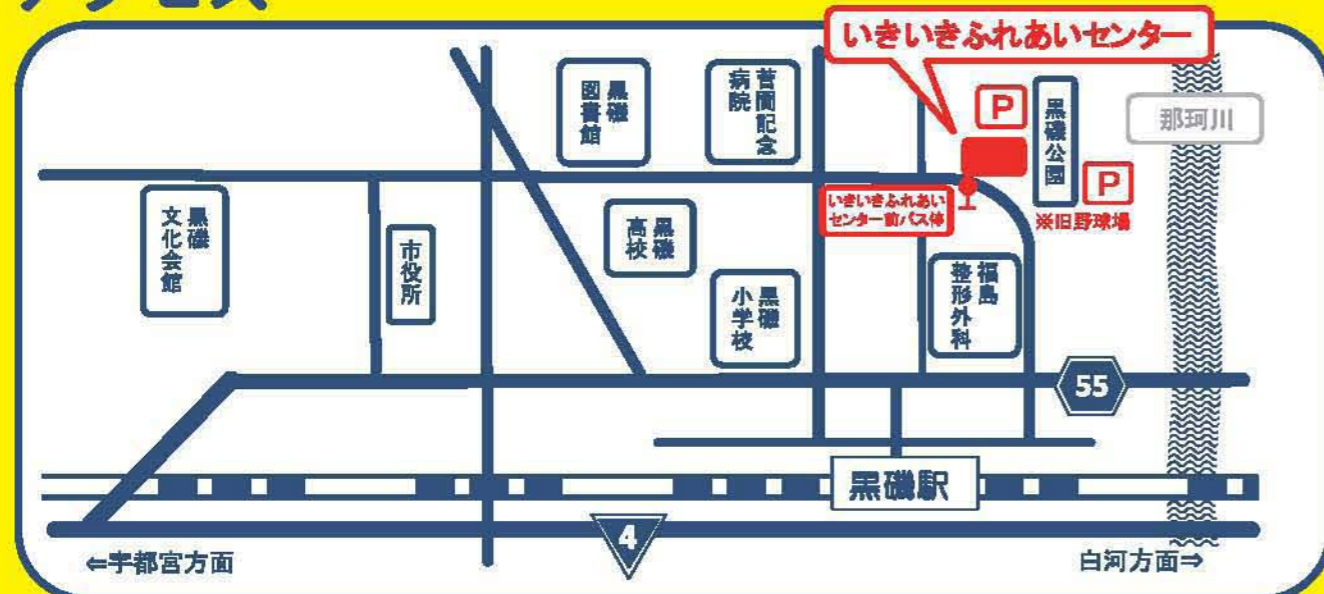 アクセス
いきいきふれあいセンター
黒磯
図書館
菅間記念
病院
P
黒磯公園
那珂川
P
※旧野球場
いきいきふれあい
センター前バス停
黒磯
文化会館
市役所
黒磯
高校
黒磯
小学校
福島
整形外科
55
黒磯駅
4
⇐宇都宮方面
白河方面⇒